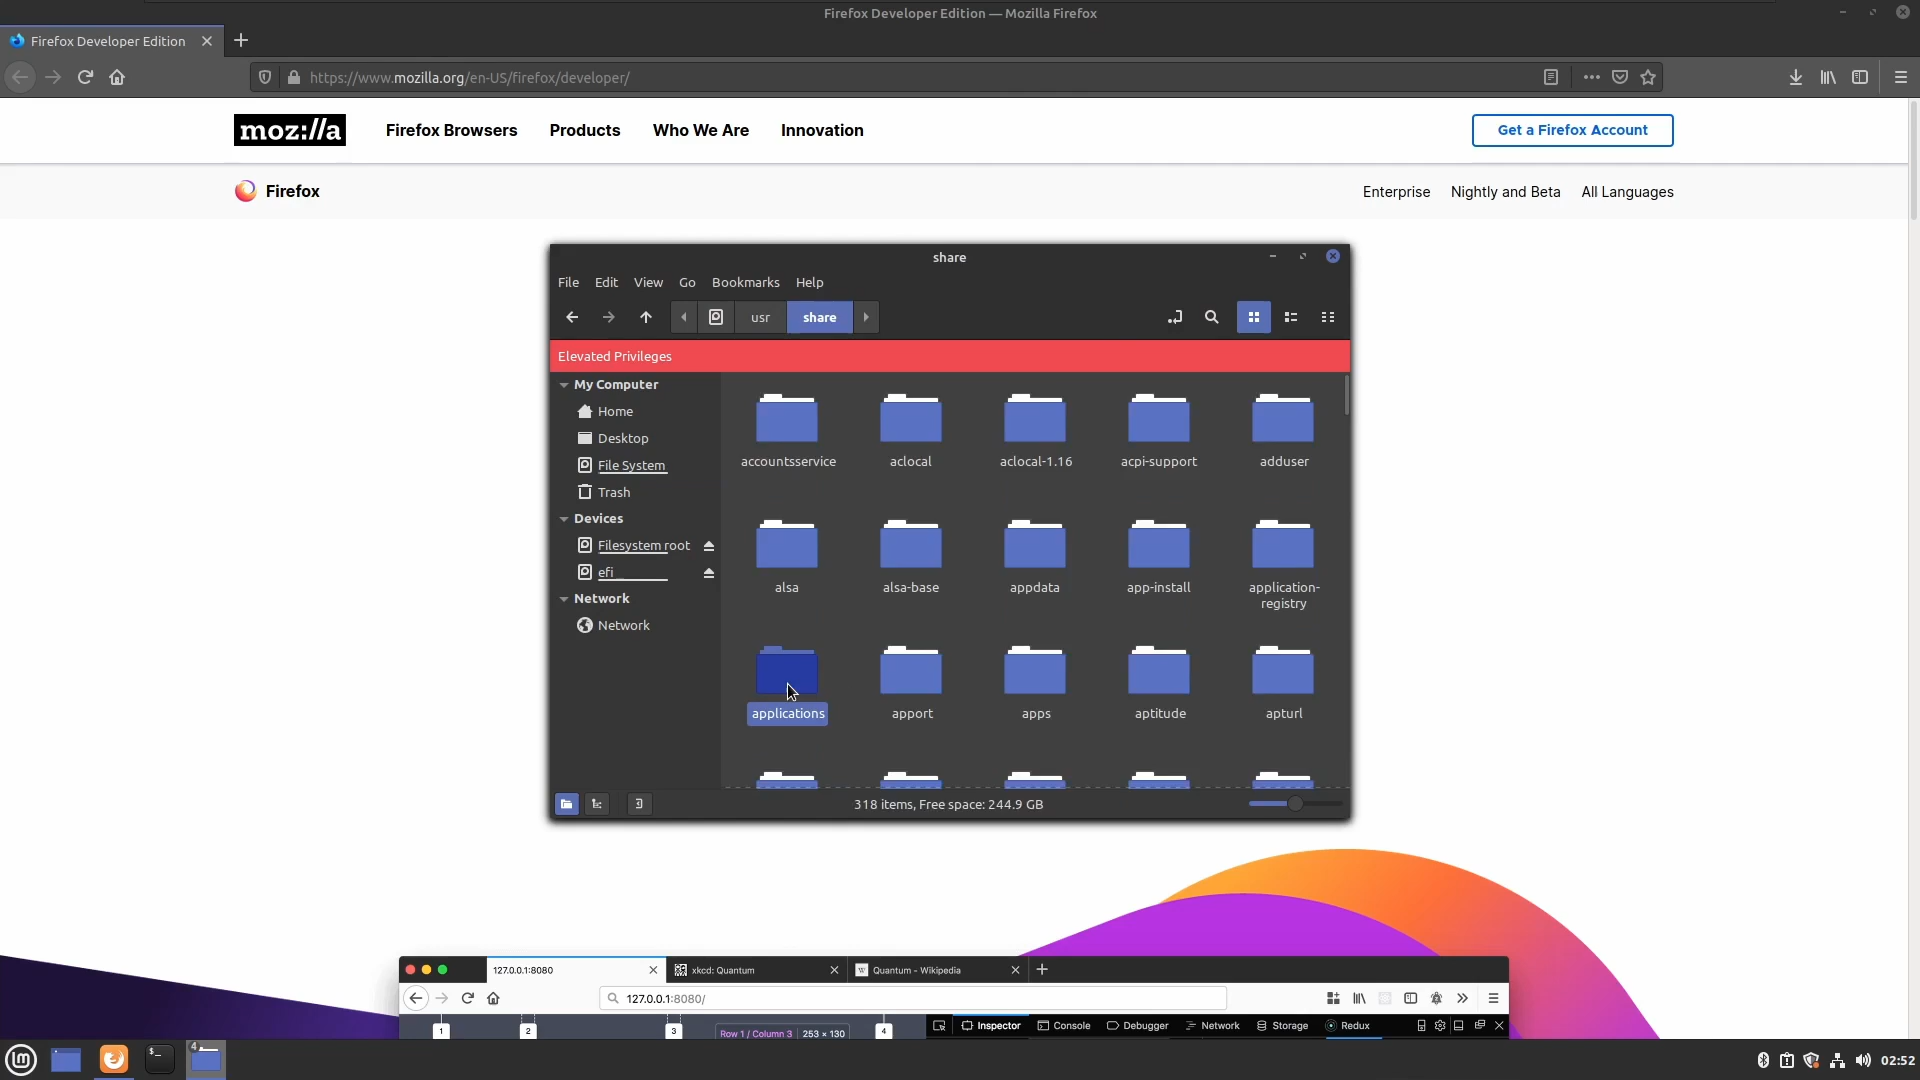 Firefox Developer Edition — Mozilla Firefox
Firefox Developer Edition
https://www.mozilla.org/en-US/firefox/developer/
moz://a
Firefox Browsers
Products
Who We Are
Innovation
Get a Firefox Account
Firefox
Enterprise
Nightly and Beta
All Languages
share
File
Edit
View
Go
Bookmarks
Help
usr
share
Elevated Privileges
My Computer
Home
Desktop
File System
Trash
Devices
Filesystem root
efi
Network
Network
accountsservice
aclocal
aclocal-1.16
acpi-support
adduser
alsa
alsa-base
appdata
app-install
application-
registry
applications
apport
apps
aptitude
apturl
318 items, Free space: 244.9 GB
127.0.0.1:8080
xkcd: Quantum
W
Quantum - Wikipedia
127.0.0.1:8080/
1
2
3
Row 1 / Column 3
253 × 130
4
Inspector
Console
Debugger
Network
Storage
Redux
lm
$_
4
02:52